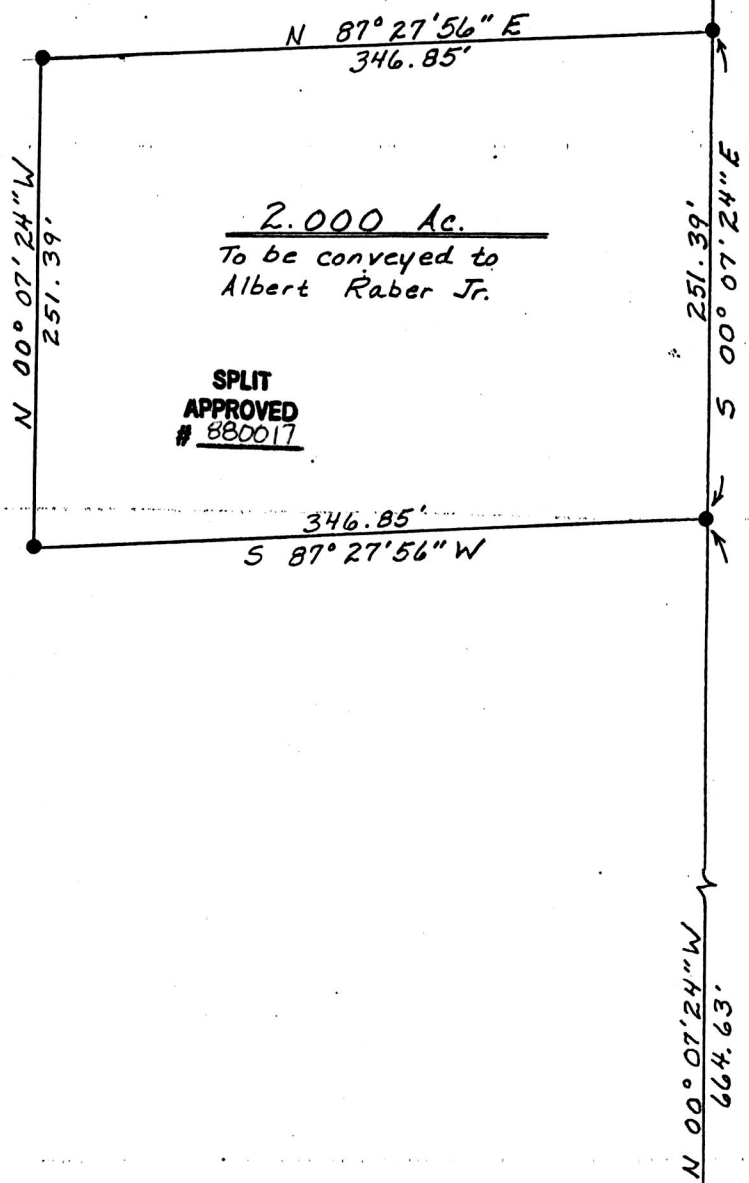 N 87° 27' 56" E
346.85'
N 00° 07' 24" W
251.39'
2.000 Ac.
To be conveyed to
Albert Raber Jr.
251.39'
S 00° 07' 24" E
SPLIT
APPROVED
# 880017
346.85'
S 87° 27' 56" W
N 00° 07' 24" W
664.63'